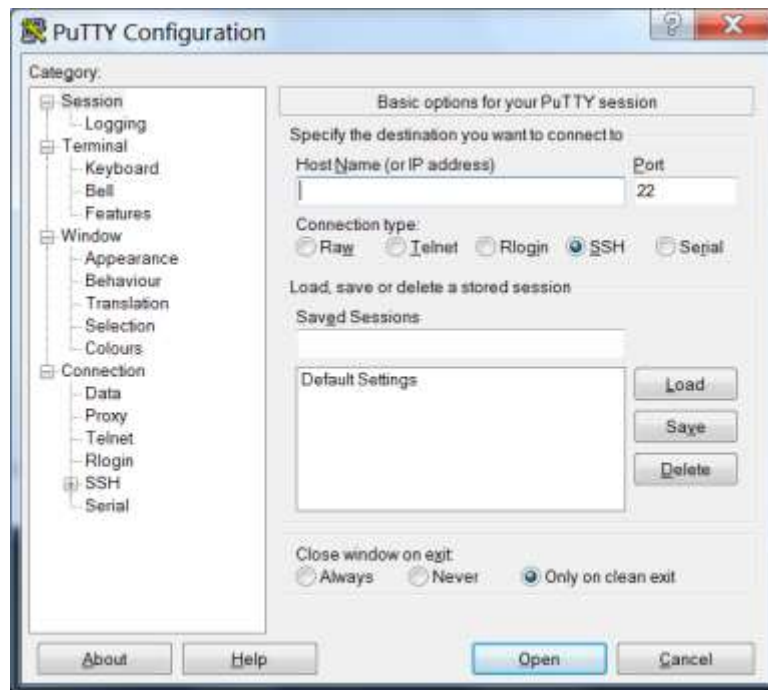 PuTTY Configuration
Category:
Session
Logging
Terminal
Keyboard
Bell
Features
Window
Appearance
Behaviour
Translation
Selection
Colours
Connection
Data
Proxy
Telnet
Rlogin
SSH
Serial
Basic options for your PuTTY session
Specify the destination you want to connect to
Host Name (or IP address) Port
22
Connection type:
Raw Telnet Rlogin SSH Serial
Load, save or delete a stored session
Saved Sessions
Default Settings
Load
Save
Delete
Close window on exit:
Always Never Only on clean exit
About Help Open Cancel